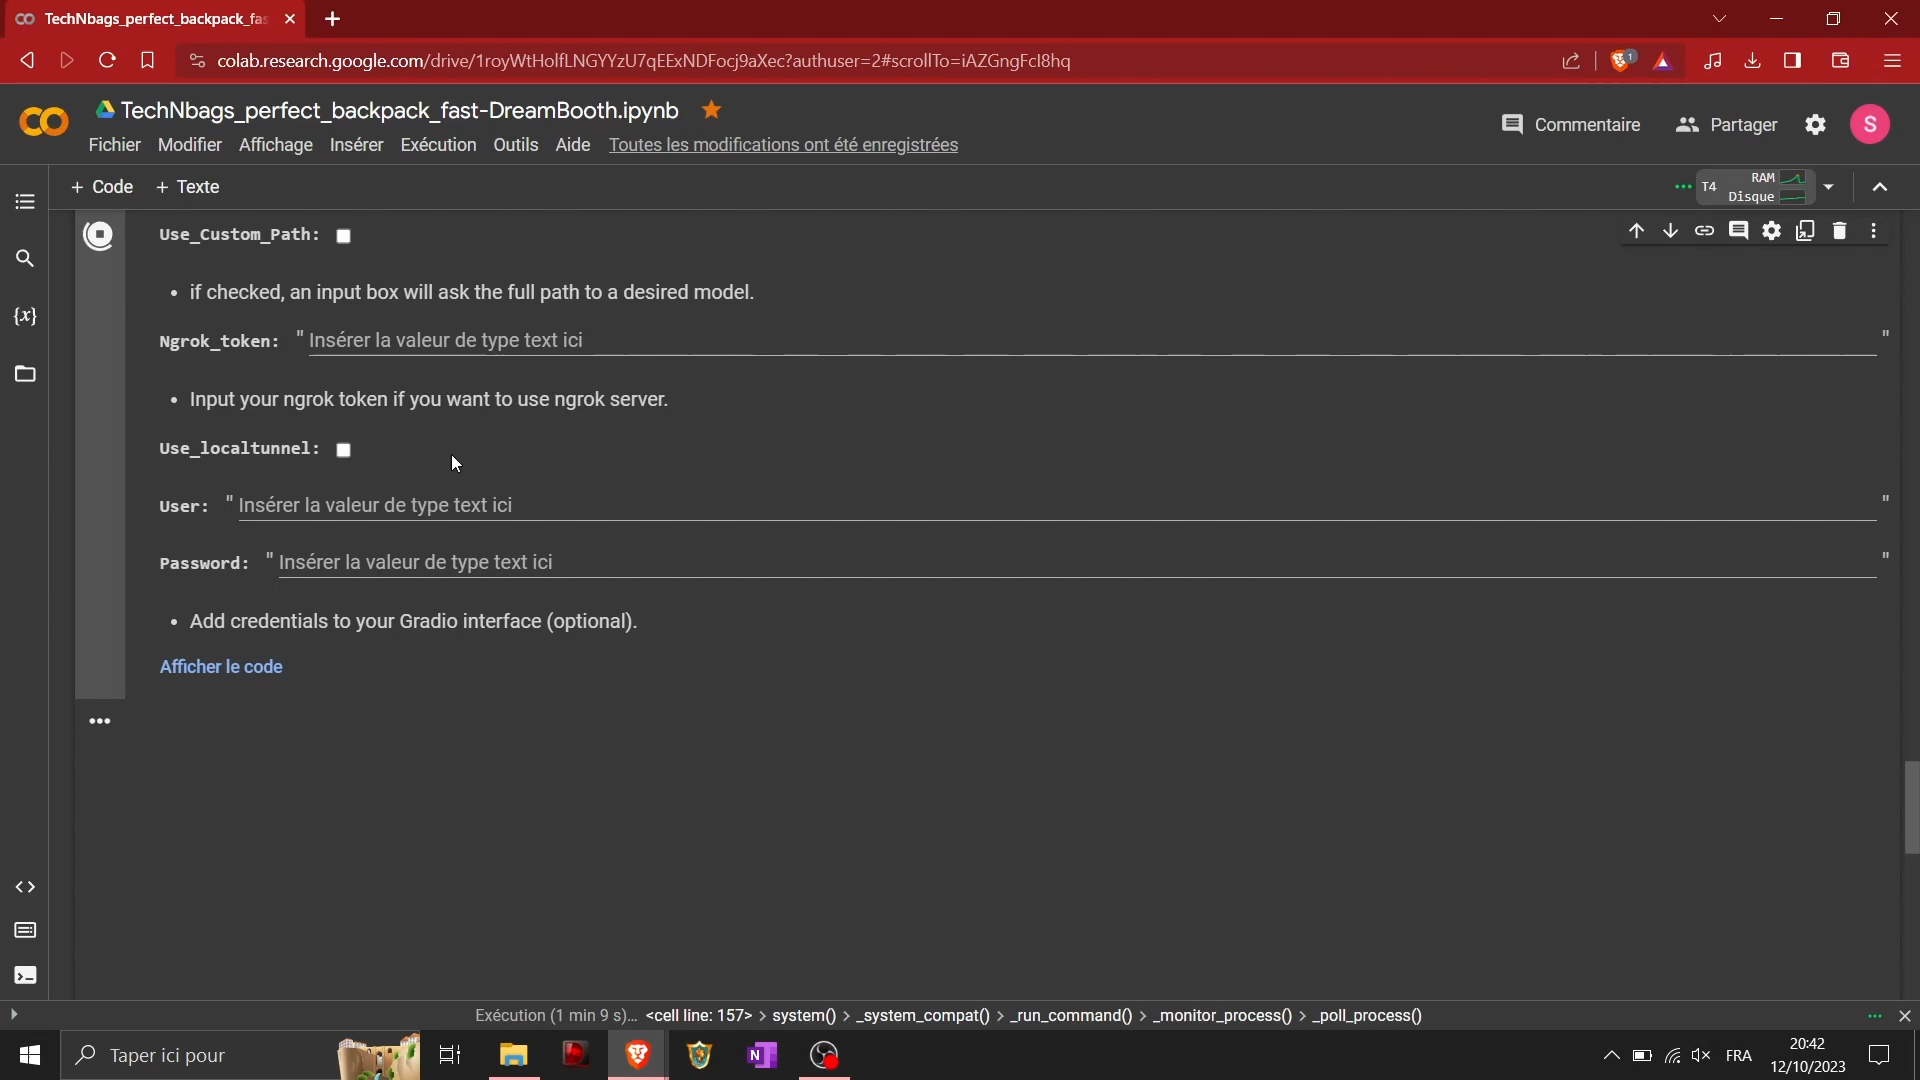 TechNbags_perfect_backpack_fas
colab.research.google.com/drive/1royWtHolfLNGYYzU7qEExNDFocj9aXec?authuser=2#scrollTo=iAZGngFcl8hq
1
TechNbags_perfect_backpack_fast-DreamBooth.ipynb
Commentaire
Partager
S
Fichier Modifier Affichage Insérer Exécution Outils Aide Toutes les modifications ont été enregistrées
+ Code + Texte
T4 RAM
Disque
Use_Custom_Path:
• if checked, an input box will ask the full path to a desired model.
Ngrok_token: " Insérer la valeur de type text ici "
• Input your ngrok token if you want to use ngrok server.
Use_localtunnel:
User: " Insérer la valeur de type text ici "
Password: " Insérer la valeur de type text ici "
• Add credentials to your Gradio interface (optional).
Afficher le code
Exécution (1 min 9 s)... <cell line: 157> > system() > _system_compat() > _run_command() > _monitor_process() > _poll_process()
Taper ici pour
N
FRA
20:42
12/10/2023